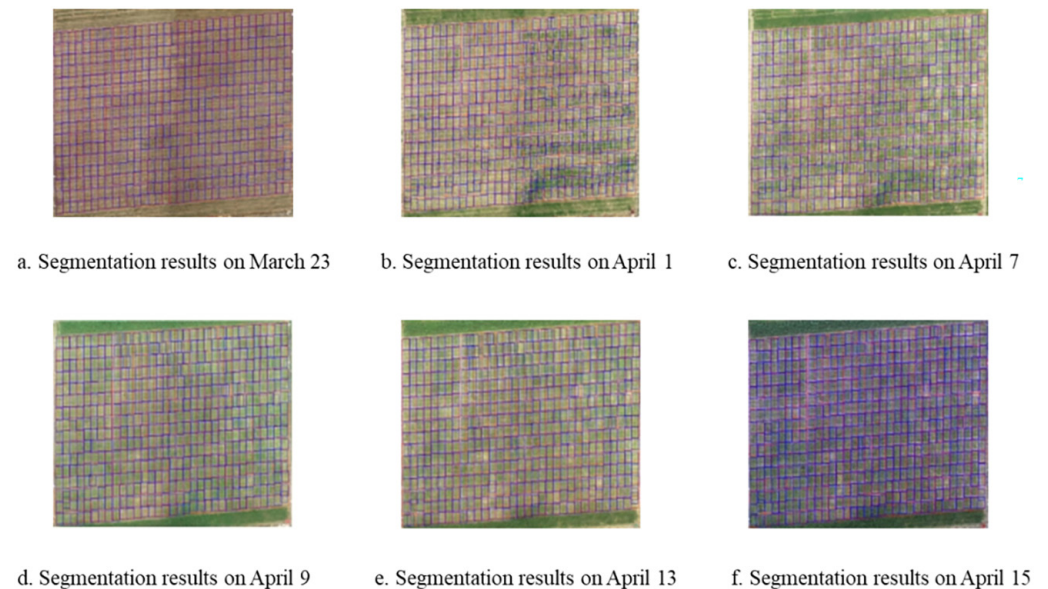 a. Segmentation results on March 23
b. Segmentation results on April 1
c. Segmentation results on April 7
d. Segmentation results on April 9
e. Segmentation results on April 13
f. Segmentation results on April 15